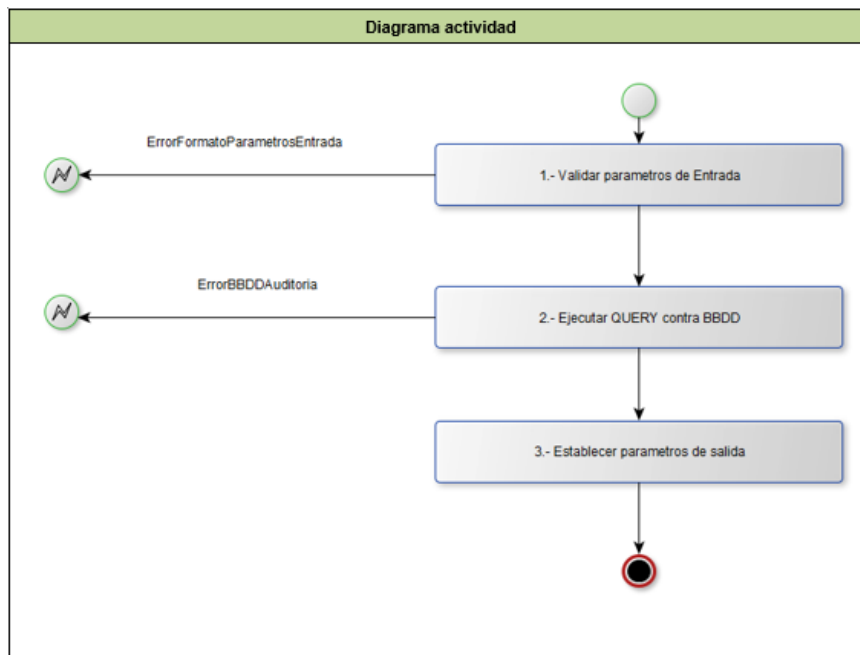 Diagrama actividad
ErrorFormatoParametrosEntrada
1.- Validar parametros de Entrada
ErrorBBDDAuditoria
2.- Ejecutar QUERY contra BBDD
3.- Establecer parametros de salida